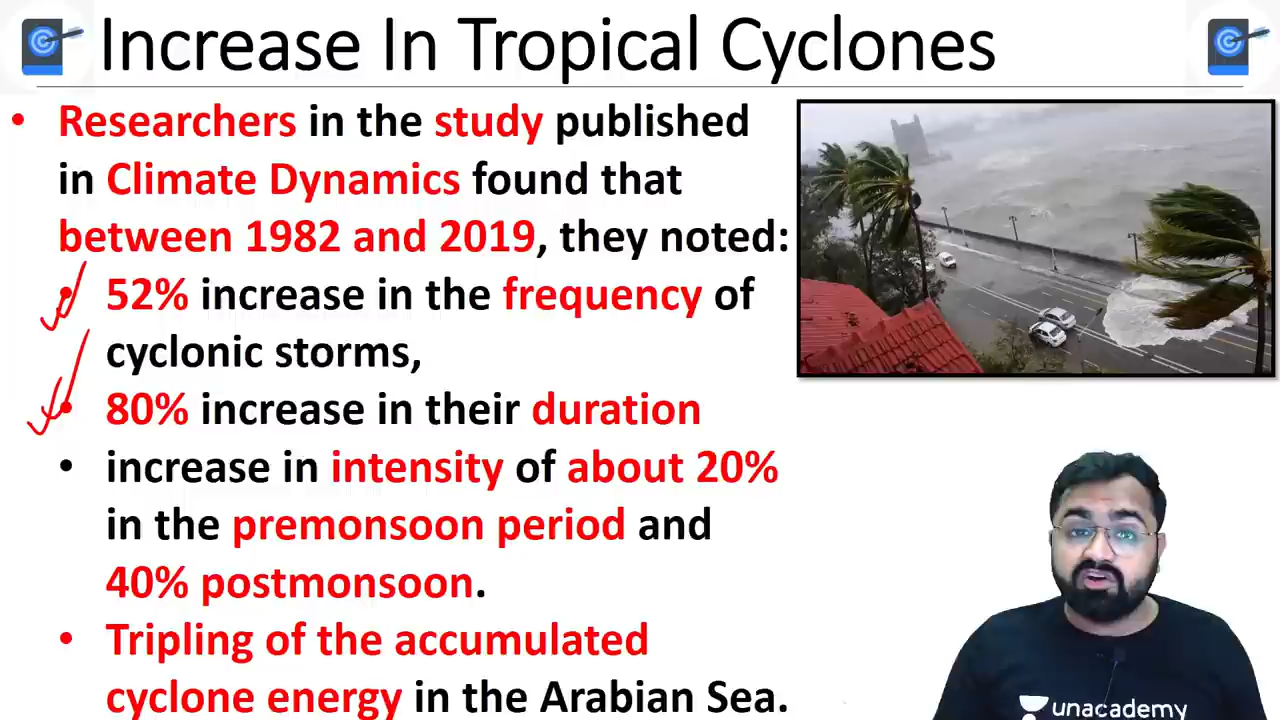 Increase In Tropical Cyclones
• Researchers in the study published
in Climate Dynamics found that
between 1982 and 2019, they noted:
• 52% increase in the frequency of
cyclonic storms,
• 80% increase in their duration
• increase in intensity of about 20%
in the premonsoon period and
40% postmonsoon.
• Tripling of the accumulated
cyclone energy in the Arabian Sea.
unacademy